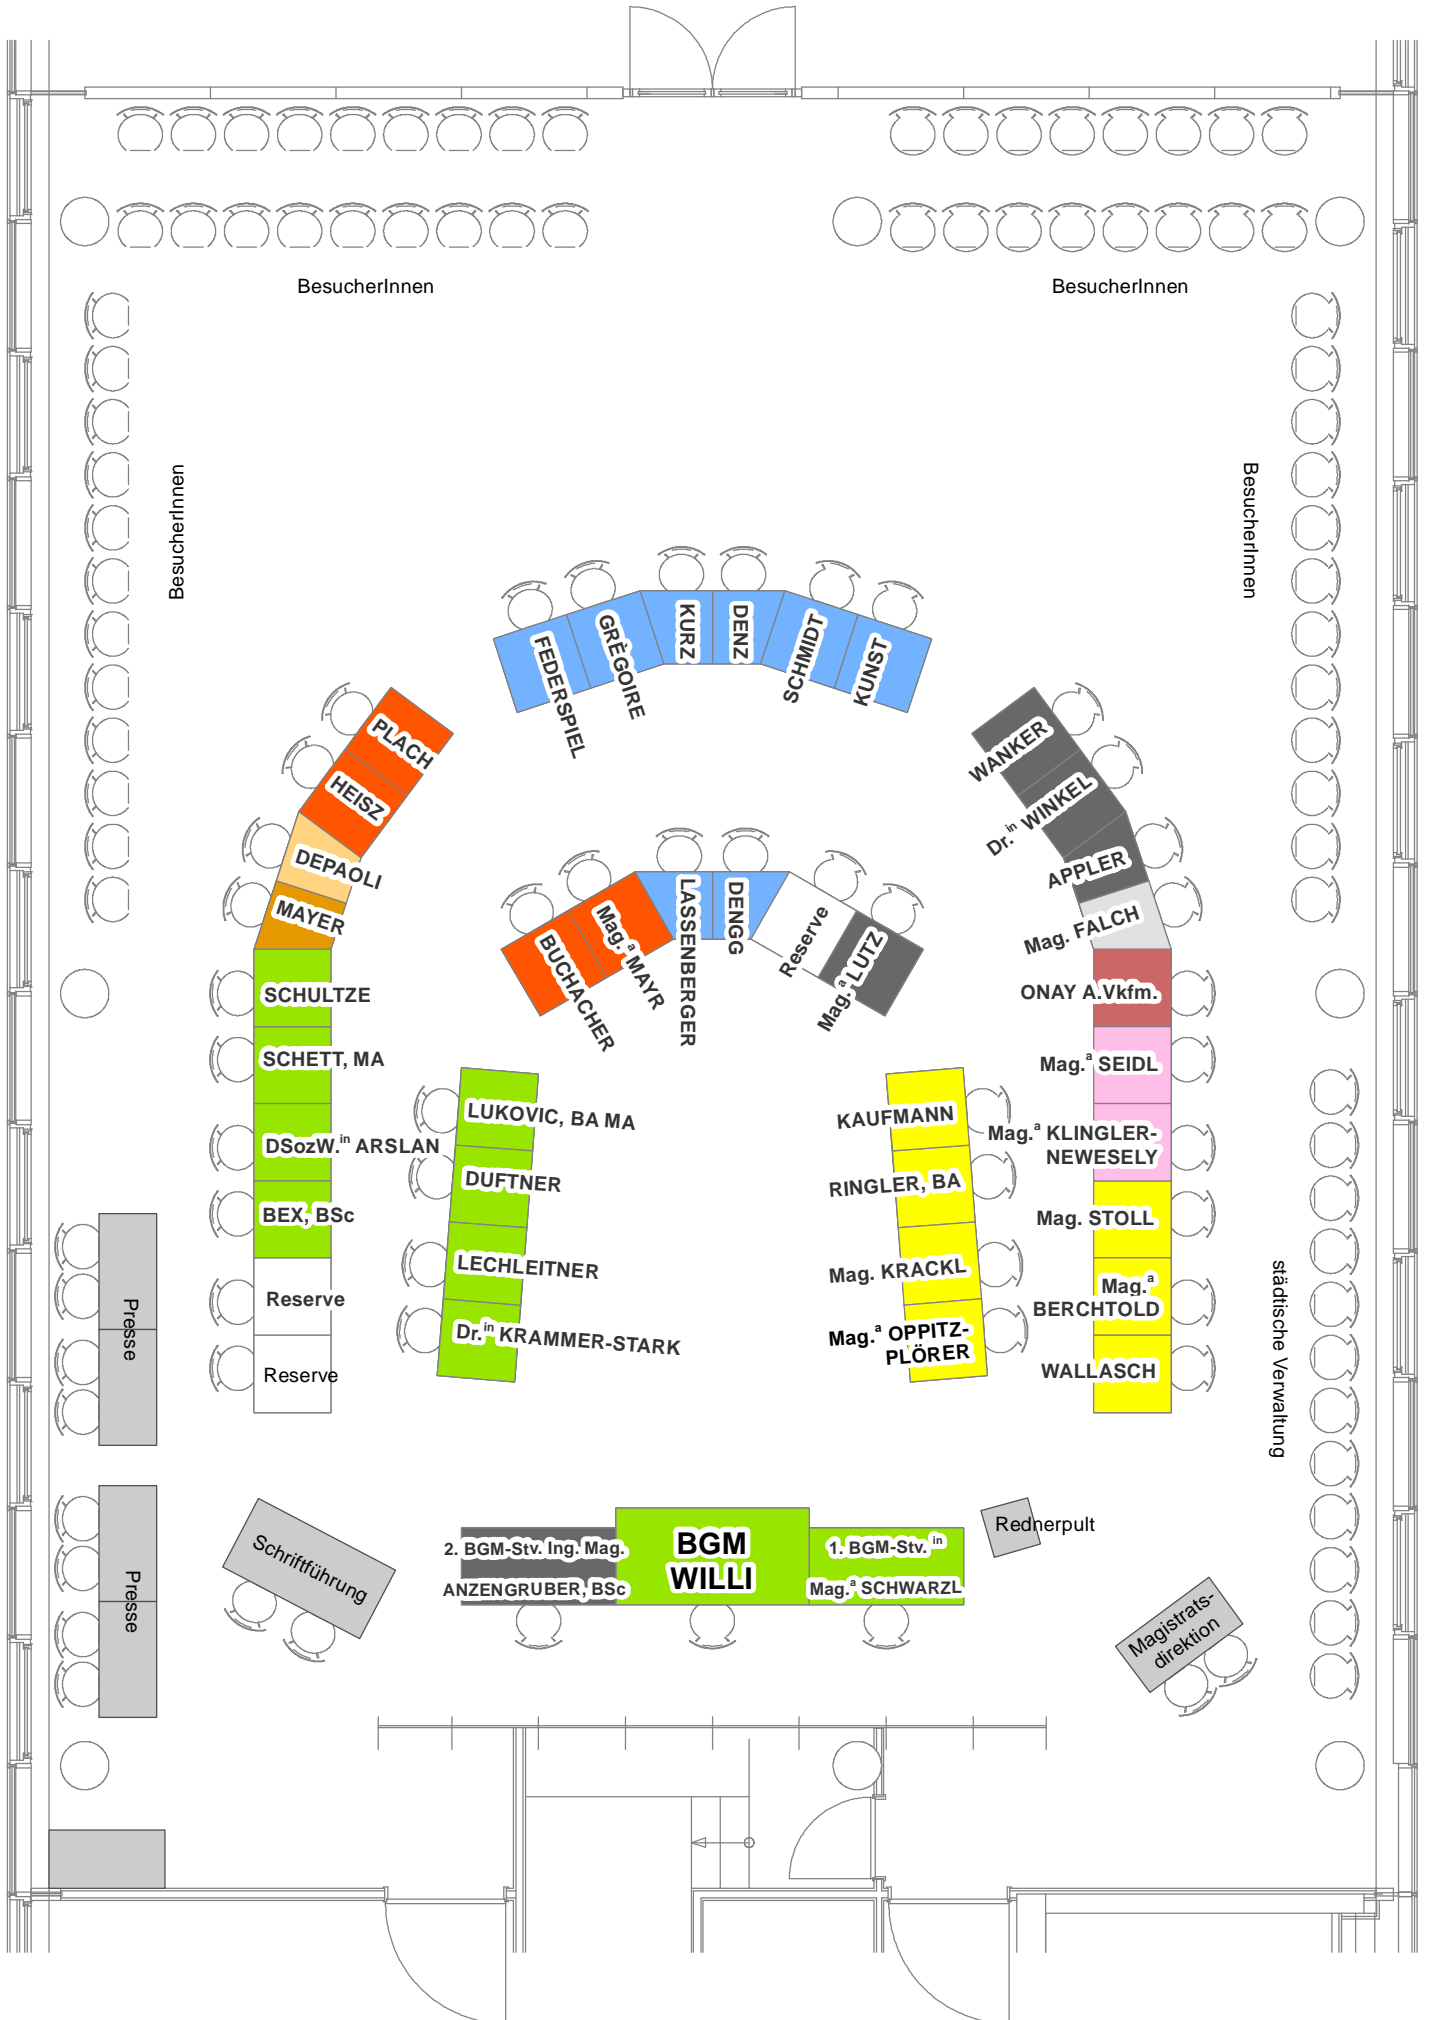 BesucherInnen
BesucherInnen
BesucherInnen
BesucherInnen
FEDERSPIEL
GRÈGOIRE
KURZ
DENZ
SCHMIDT
KUNST
PLACH
HEISZ
DEPAOLI
MAYER
WANKER
Dr.in WINKEL
APPLER
Mag. FALCH
BUCHACHER
Mag.a MAYR
LASSENBERGER
DENGG
Reserve
Mag.a LUTZ
SCHULTZE
SCHETT, MA
DSozW.in ARSLAN
BEX, BSc
Reserve
Reserve
LUKOVIC, BA MA
DUFTNER
LECHLEITNER
Dr.in KRAMMER-STARK
KAUFMANN
RINGLER, BA
Mag. KRACKL
Mag.a OPPITZ-
PLÖRER
ONAY A.Vkfm.
Mag.a SEIDL
Mag.a KLINGLER-
NEWESELY
Mag. STOLL
Mag.a
BERCHTOLD
WALLASCH
städtische Verwaltung
Presse
Presse
Schriftführung
2. BGM-Stv. Ing. Mag.
ANZENGRUBER, BSc
BGM
WILLI
1. BGM-Stv.in
Mag.a SCHWARZL
Rednerpult
Magistrats-
direktion